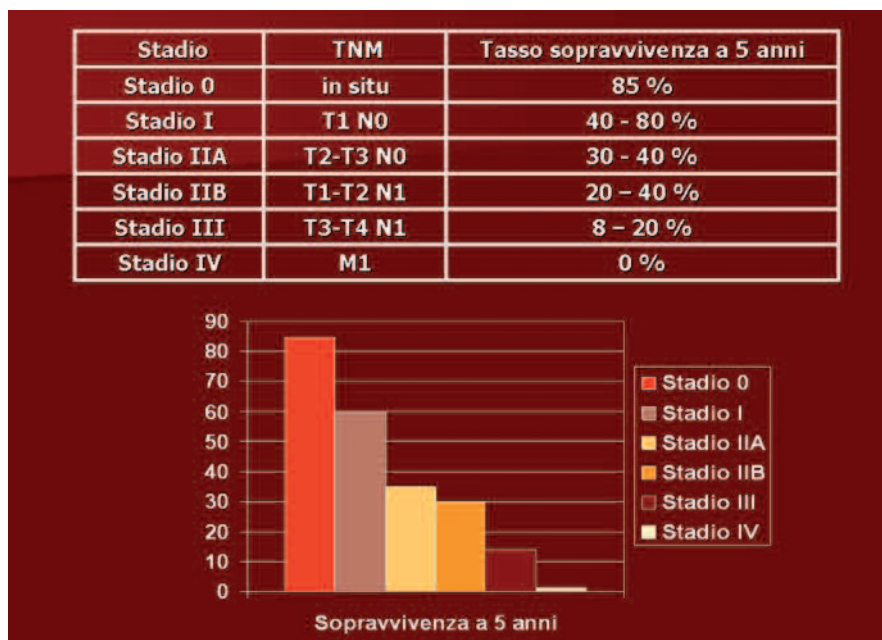 Stadio TNM Tasso sopravvivenza a 5 anni
Stadio 0 in situ 85 %
Stadio I T1 N0 40 - 80 %
Stadio IIA T2-T3 N0 30 - 40 %
Stadio IIB T1-T2 N1 20 – 40 %
Stadio III T3-T4 N1 8 – 20 %
Stadio IV M1 0 %
90
80
70
60
50
40
30
20
10
0
Sopravvivenza a 5 anni
Stadio 0
Stadio I
Stadio IIA
Stadio IIB
Stadio III
Stadio IV